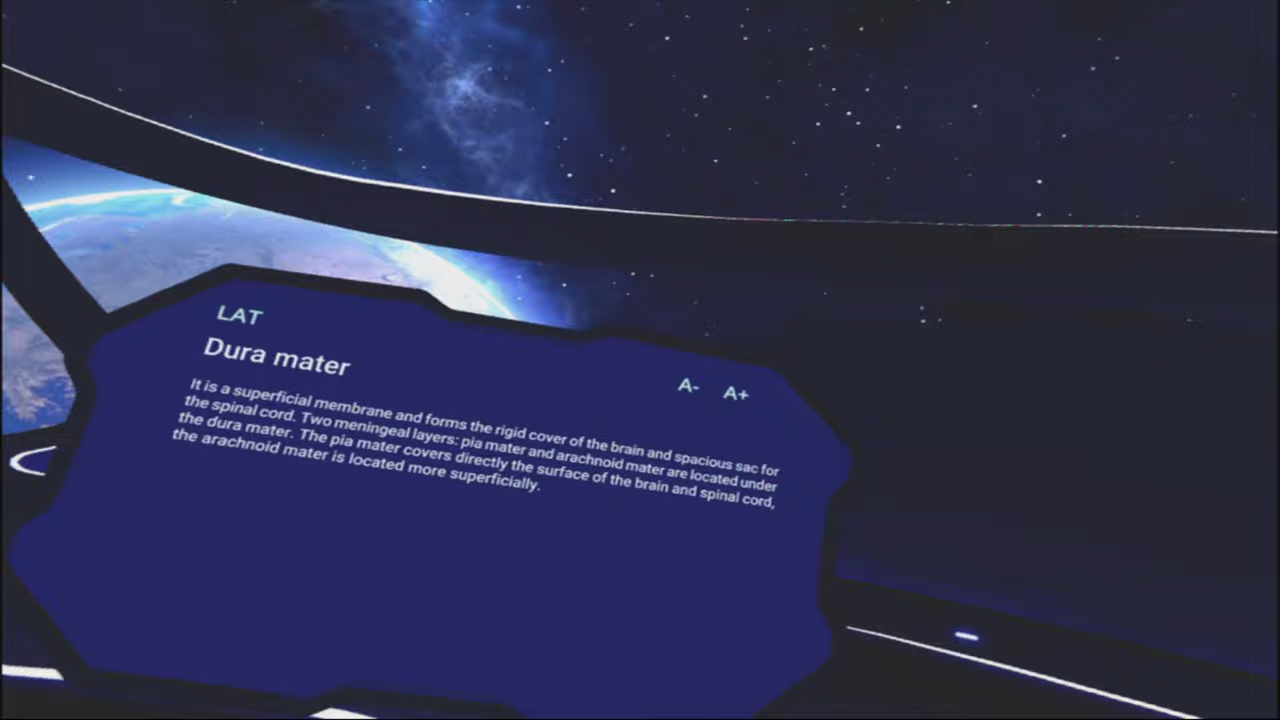 LAT
Dura mater
A- A+
It is a superficial membrane and forms the rigid cover of the brain and spacious sac for
the spinal cord. Two meningeal layers: pia mater and arachnoid mater are located under
the dura mater. The pia mater covers directly the surface of the brain and spinal cord,
the arachnoid mater is located more superficially.